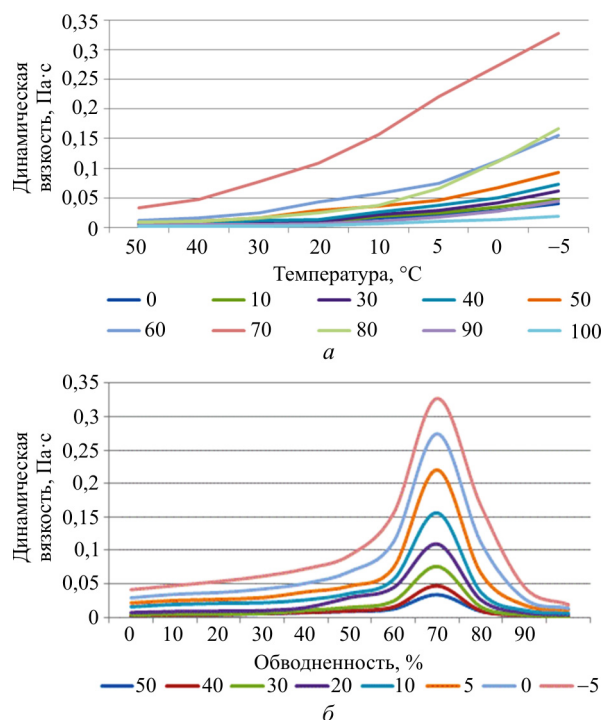 Динамическая
вязкость, Па·с
0,35
0,3
0,25
0,2
0,15
0,1
0,05
0
50 40 30 20 10 5 0 –5
Температура, °С
0 10 30 40 50
60 70 80 90 100
а
Динамическая
вязкость, Па·с
0,35
0,3
0,25
0,2
0,15
0,1
0,05
0
0 10 20 30 40 50 60 70 80 90
Обводненность, %
50 40 30 20 10 5 0 –5
б